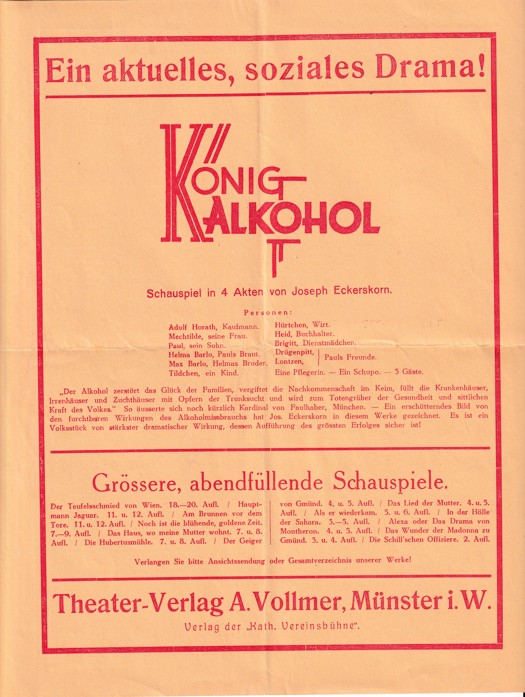 Ein aktuelles, soziales Drama!
KÖNIG
ALKOHOL
Schauspiel in 4 Akten von Joseph Eckerskorn.
Personen:
Adolf Horath, Kaufmann.
Mechtilde, seine Frau.
Paul, sein Sohn.
Helma Barlo, Pauls Braut.
Max Barlo, Helmas Bruder.
Tildchen, ein Kind.
Hürtchen, Wirt.
Heid, Buchhalter.
Brigitt, Dienstmädchen.
Drügenpitt,
Lontzen,
Pauls Freunde.
Eine Pflegerin. — Ein Schupo. — 3 Gäste.
„Der Alkohol zerstört das Glück der Familien, vergiftet die Nachkommenschaft im Keim, füllt die Krankenhäuser,
Irrenhäuser und Zuchthäuser mit Opfern der Trunksucht und wird zum Totengräber der Gesundheit und sittlichen
Kraft des Volkes.“ So äusserte sich noch kürzlich Kardinal von Faulhaber, München. — Ein erschütterndes Bild von
den furchtbaren Wirkungen des Alkoholmissbrauchs hat Jos. Eckerskorn in diesem Werke gezeichnet. Es ist ein
Volksstück von stärkster dramatischer Wirkung, dessen Aufführung des grössten Erfolges sicher ist!
Grössere, abendfüllende Schauspiele.
Der Teufelsschmied von Wien. 18.—20. Aufl. / Haupt-
mann Jaguar. 11. u. 12. Aufl. / Am Brunnen vor dem
Tore. 11. u. 12. Aufl. / Noch ist die blühende, goldene Zeit.
7.—9. Aufl. / Das Haus, wo meine Mutter wohnt. 7. u. 8.
Aufl. / Die Hubertusmühle. 7. u. 8. Aufl. / Der Geiger
von Gmünd. 4. u. 5. Aufl. / Das Lied der Mutter. 4. u. 5.
Aufl. / Als er wiederkam. 5. u. 6. Aufl. / In der Hölle
der Sahara. 3.—5. Aufl. / Alexa oder Das Drama von
Montheron. 4. u. 5. Aufl. / Das Wunder der Madonna zu
Gmünd. 3. u. 4. Aufl. / Die Schill'schen Offiziere. 2. Aufl.
Verlangen Sie bitte Ansichtssendung oder Gesamtverzeichnis unserer Werke!
Theater-Verlag A. Vollmer, Münster i. W.
Verlag der „Kath. Vereinsbühne“.